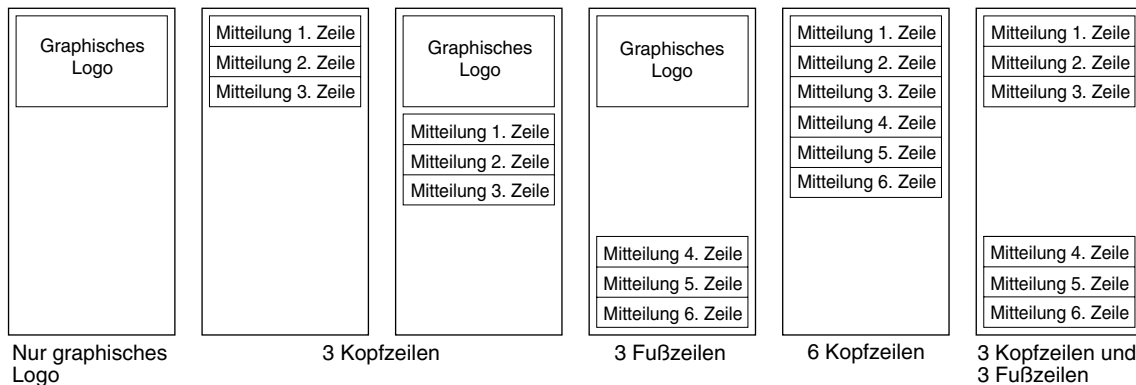 Graphisches
Logo
Nur graphisches
Logo
Mitteilung 1. Zeile
Mitteilung 2. Zeile
Mitteilung 3. Zeile
Graphisches
Logo
Mitteilung 1. Zeile
Mitteilung 2. Zeile
Mitteilung 3. Zeile
3 Kopfzeilen
Graphisches
Logo
Mitteilung 4. Zeile
Mitteilung 5. Zeile
Mitteilung 6. Zeile
3 Fußzeilen
Mitteilung 1. Zeile
Mitteilung 2. Zeile
Mitteilung 3. Zeile
Mitteilung 4. Zeile
Mitteilung 5. Zeile
Mitteilung 6. Zeile
6 Kopfzeilen
Mitteilung 1. Zeile
Mitteilung 2. Zeile
Mitteilung 3. Zeile
Mitteilung 4. Zeile
Mitteilung 5. Zeile
Mitteilung 6. Zeile
3 Kopfzeilen und
3 Fußzeilen